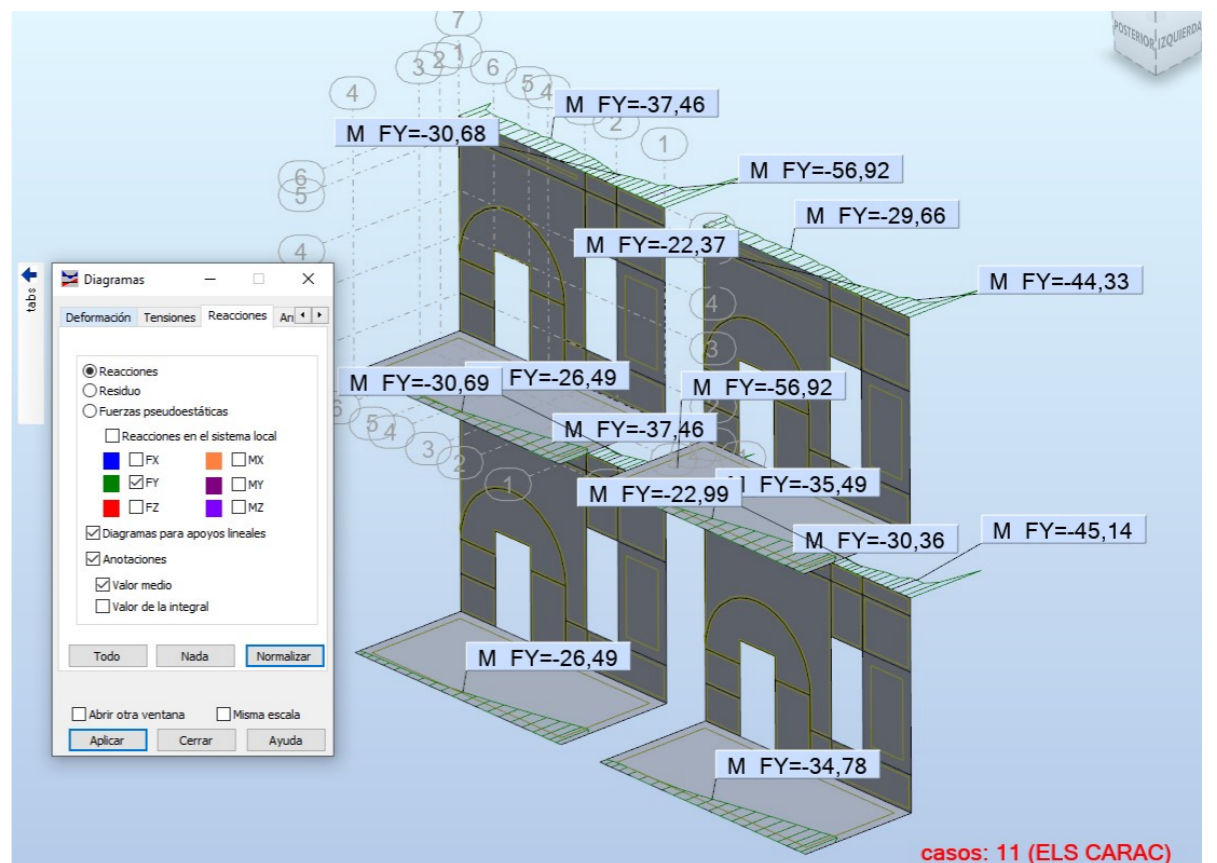 POSTERIOR
IZQUIERDA
7
1
2
3
6
5
4
4
2
1
M FY=-37,46
M FY=-30,68
M FY=-56,92
M FY=-29,66
M FY=-22,37
M FY=-44,33
6
5
4
4
3
tabs
Diagramas
Deformación
Tensiones
Reacciones
Reacciones
Residuo
Fuerzas pseudoestáticas
Reacciones en el sistema local
FX
MX
FY
MY
FZ
MZ
Diagramas para apoyos lineales
Anotaciones
Valor medio
Valor de la integral
Todo
Nada
Normalizar
Abrir otra ventana
Misma escala
Aplicar
Cerrar
Ayuda
M FY=-30,69
FY=-26,49
M FY=-56,92
5
4
3
2
1
M FY=-37,46
M FY=-22,99
FY=-35,49
M FY=-30,36
M FY=-45,14
M FY=-26,49
M FY=-34,78
casos: 11 (ELS CARAC)